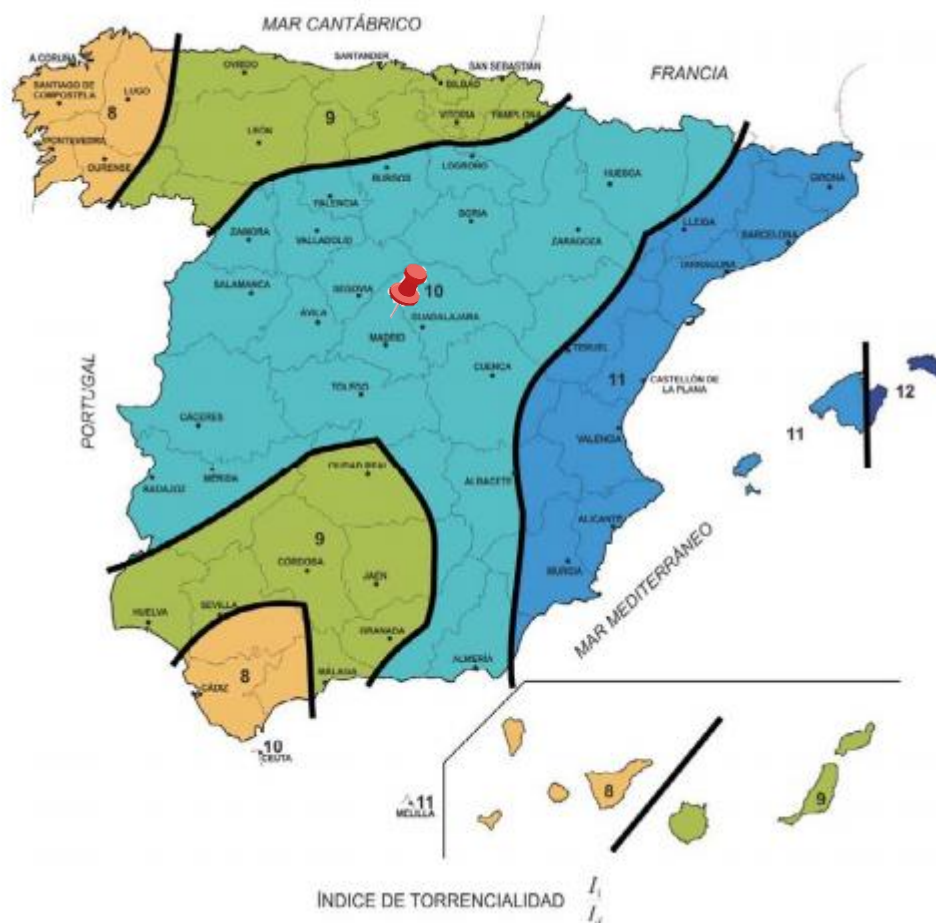 MAR CANTÁBRICO
A CORUÑA
SANTIAGO DE
COMPOSTELA
LUGO
8
PONTEVEDRA
OURENSE
OVIEDO
SANTANDER
SAN SEBASTIÁN
BILBAO
FRANCIA
9
VITORIA
PAMPLONA
LEÓN
LOGROÑO
BURGOS
HUESCA
GIRONA
PALENCIA
SORIA
LLEIDA
ZAMORA
VALLADOLID
ZARAGOZA
BARCELONA
TARRAGONA
SALAMANCA
SEGOVIA
10
ÁVILA
GUADALAJARA
MADRID
TERUEL
CUENCA
11
CASTELLÓN DE
LA PLANA
12
TOLEDO
PORTUGAL
CÁCERES
11
VALENCIA
CIUDAD REAL
BADAJOZ
MÉRIDA
ALBACETE
ALICANTE
9
CÓRDOBA
JAÉN
MURCIA
MAR MEDITERRÁNEO
HUELVA
SEVILLA
GRANADA
ALMERÍA
8
MÁLAGA
CÁDIZ
10
CEUTA
11
MELILLA
8
9
ÍNDICE DE TORRENCIALIDAD
I₁